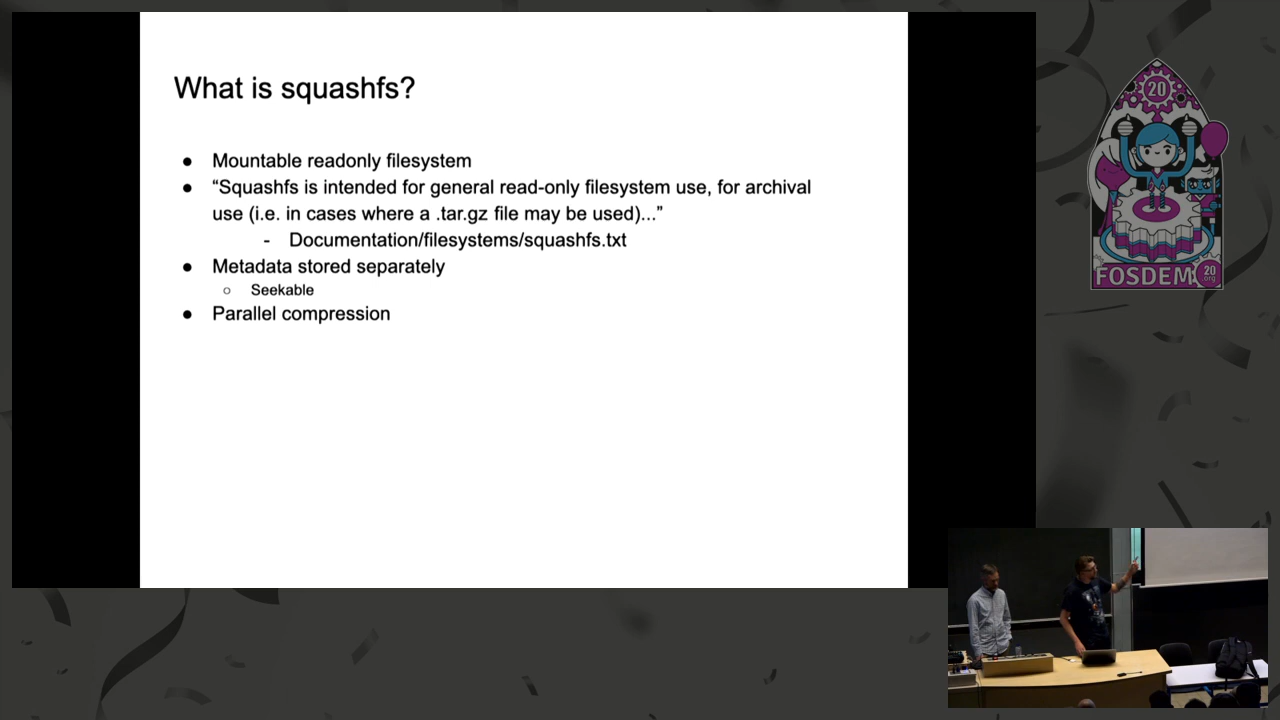 What is squashfs?
● Mountable readonly filesystem
● “Squashfs is intended for general read-only filesystem use, for archival
use (i.e. in cases where a .tar.gz file may be used)...”
- Documentation/filesystems/squashfs.txt
● Metadata stored separately
○ Seekable
● Parallel compression
20
FOSDEM
20
.org